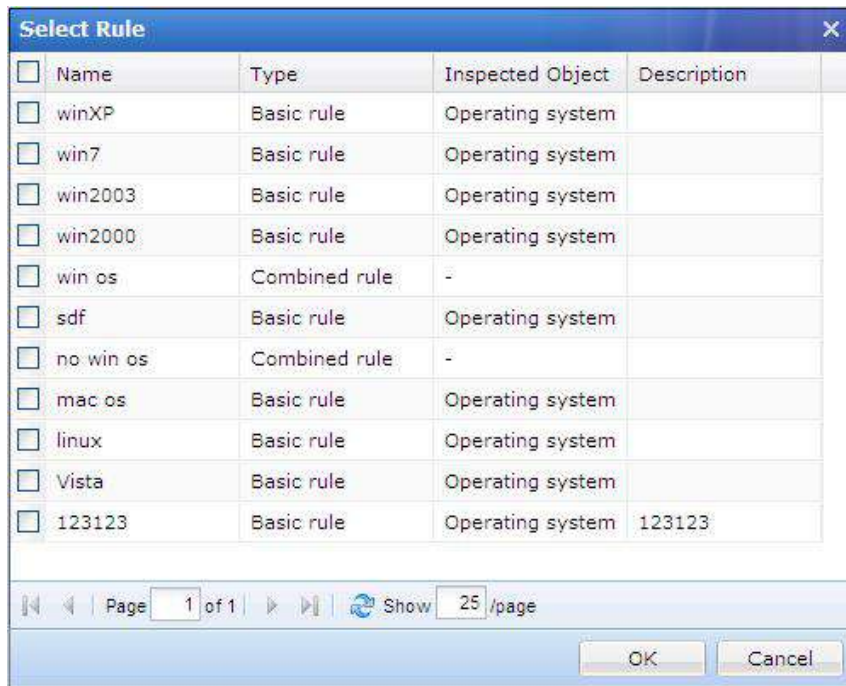 Select Rule
Name Type Inspected Object Description
winXP Basic rule Operating system
win7 Basic rule Operating system
win2003 Basic rule Operating system
win2000 Basic rule Operating system
win os Combined rule -
sdf Basic rule Operating system
no win os Combined rule -
mac os Basic rule Operating system
linux Basic rule Operating system
Vista Basic rule Operating system
123123 Basic rule Operating system 123123
Page 1 of 1 Show 25 /page
OK Cancel